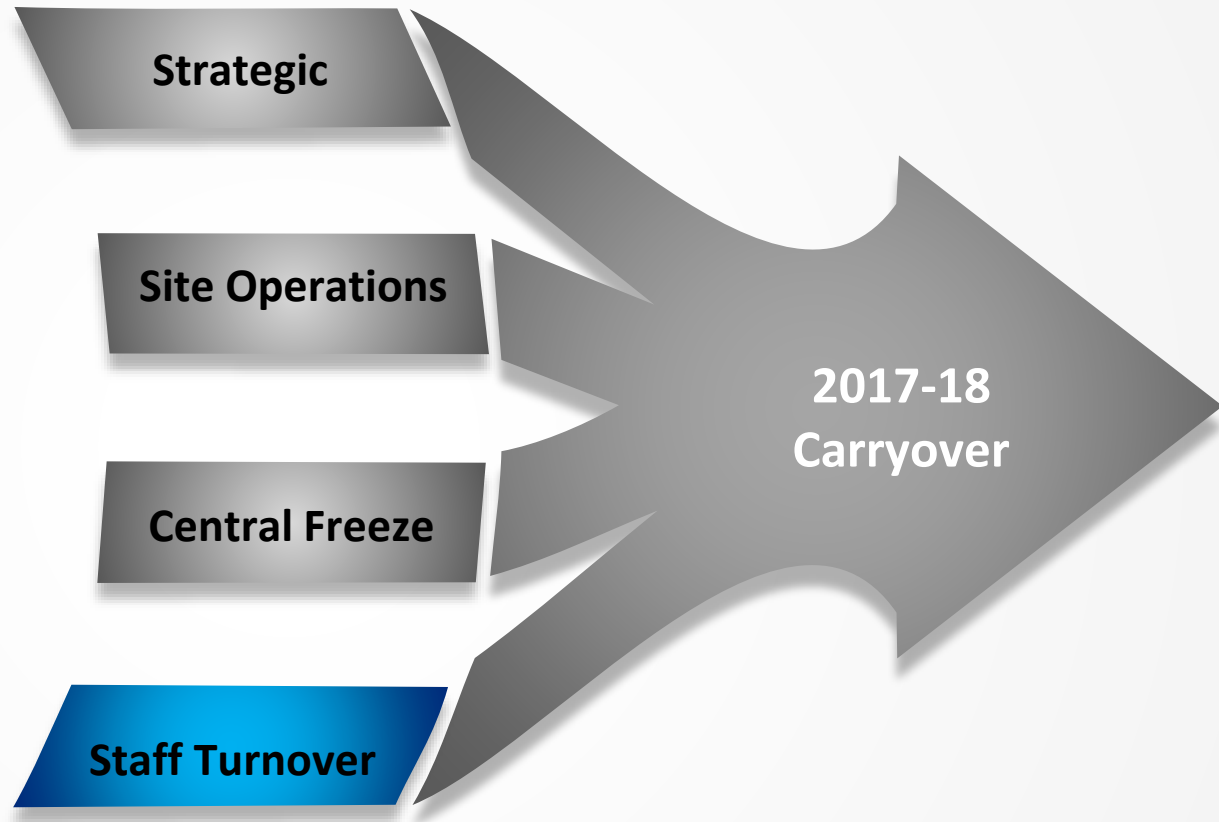 Strategic
Site Operations
Central Freeze
Staff Turnover
2017-18
Carryover